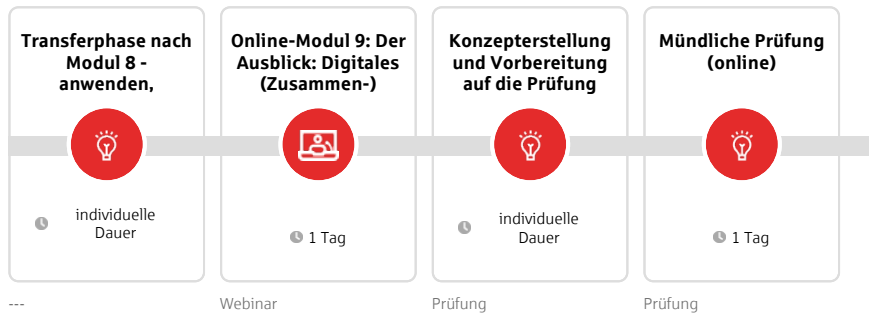 Transferphase nach
Modul 8 -
anwenden,
individuelle
Dauer
---
Online-Modul 9: Der
Ausblick: Digitales
(Zusammen-)
1 Tag
Webinar
Konzepterstellung
und Vorbereitung
auf die Prüfung
individuelle
Dauer
Prüfung
Mündliche Prüfung
(online)
1 Tag
Prüfung